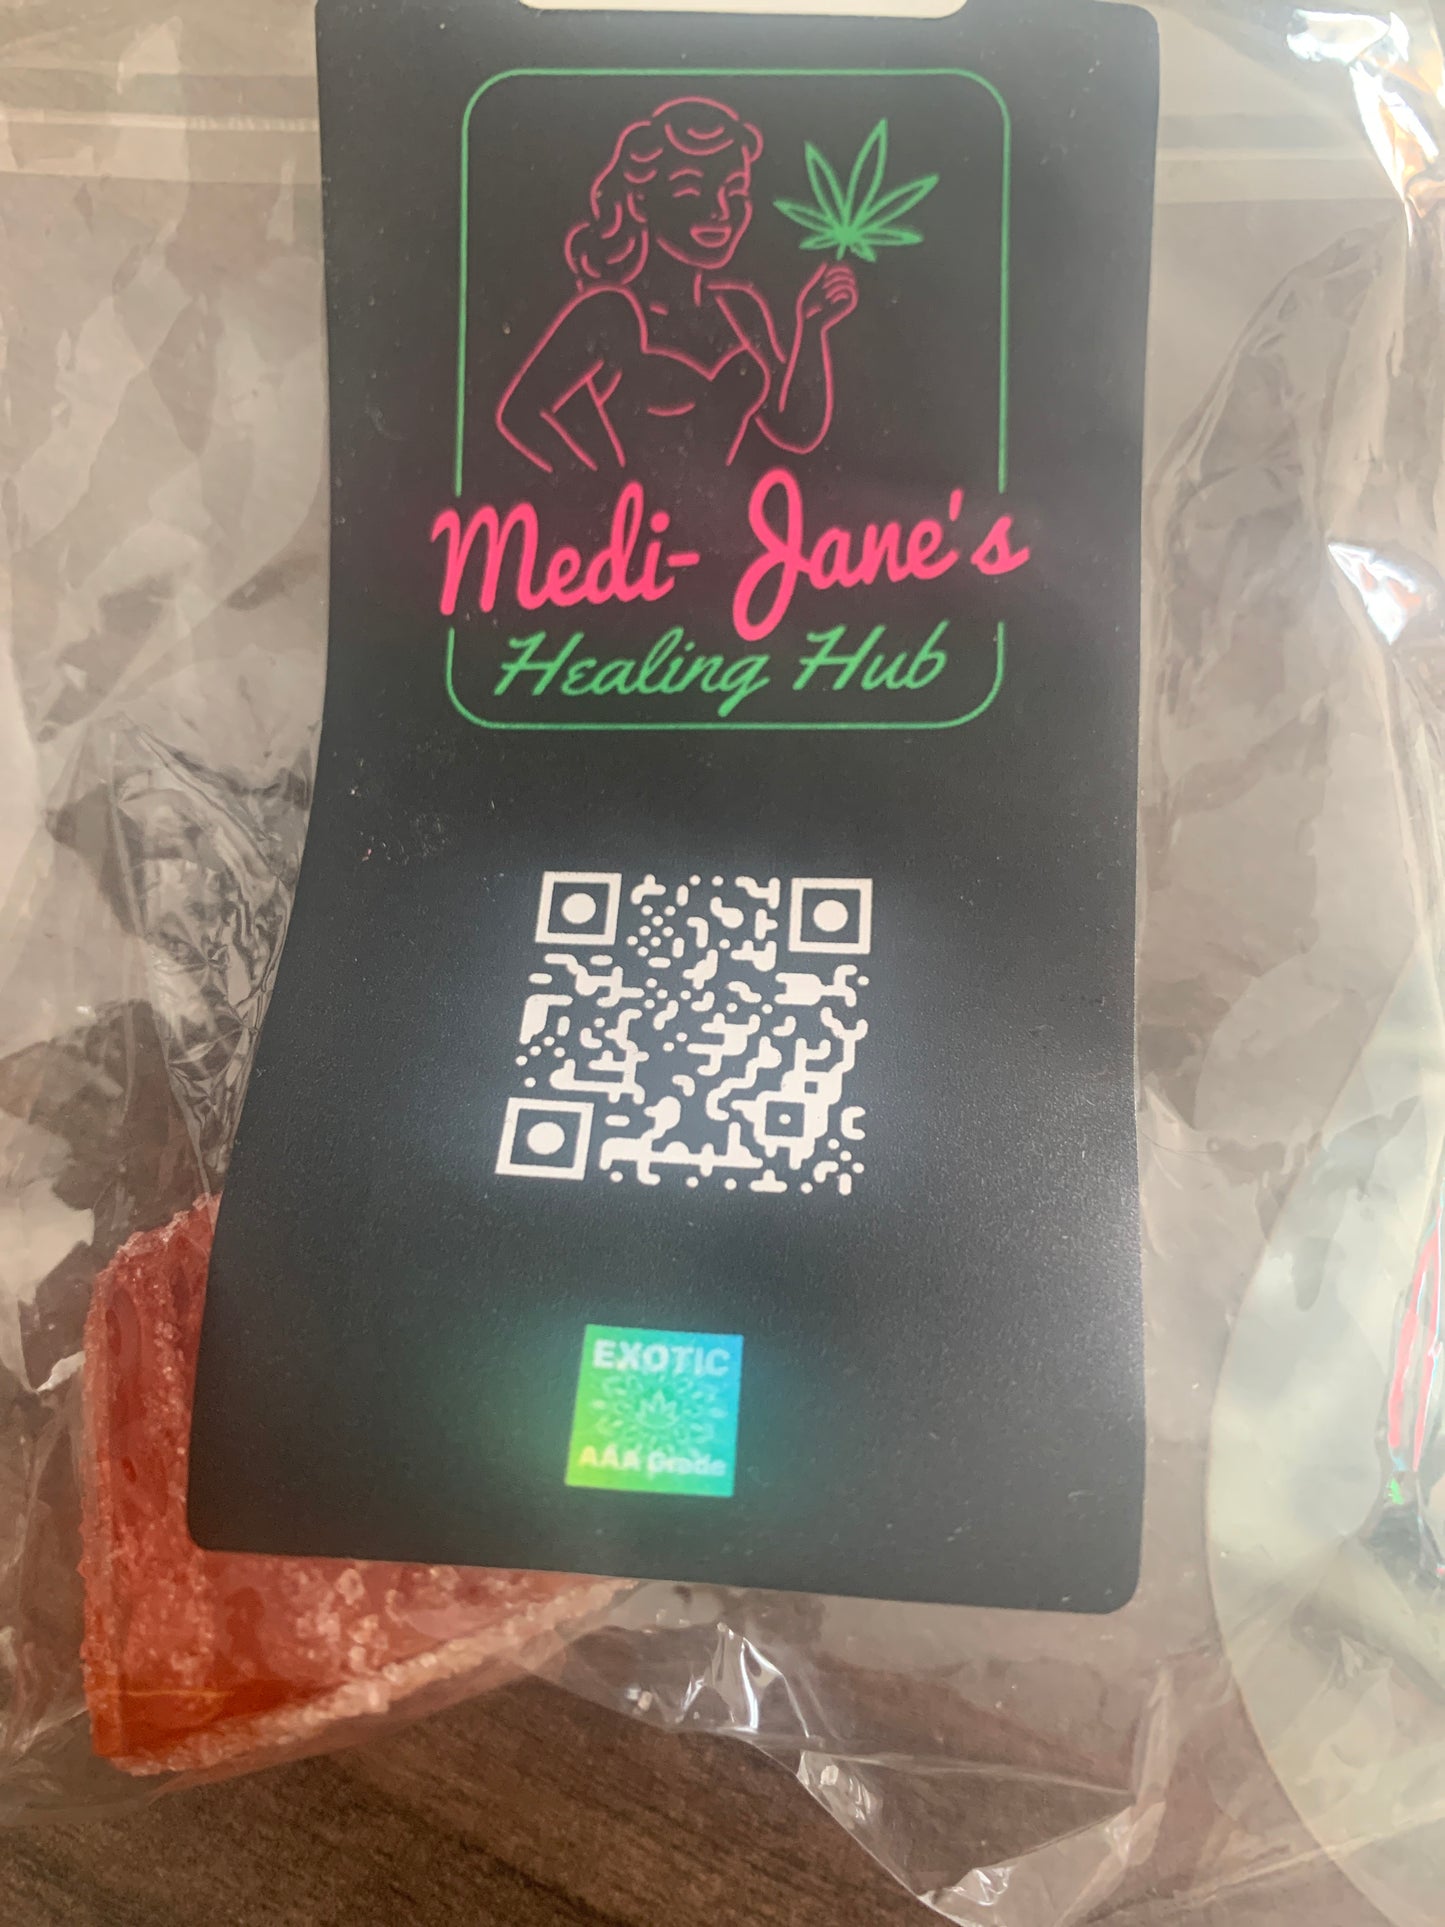 Medi-Jane's
Healing Hub
EXOTIC
AAA Grade